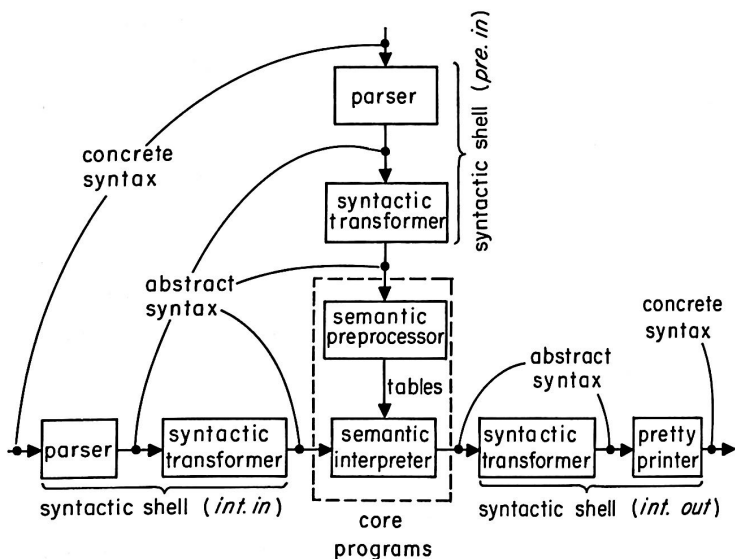 parser
syntactic shell (pre. in)
concrete
syntax
syntactic
transformer
abstract
syntax
semantic
preprocessor
concrete
syntax
tables
abstract
syntax
parser
syntactic
transformer
semantic
interpreter
syntactic
transformer
pretty
printer
syntactic shell (int. in)
syntactic shell (int. out)
core
programs